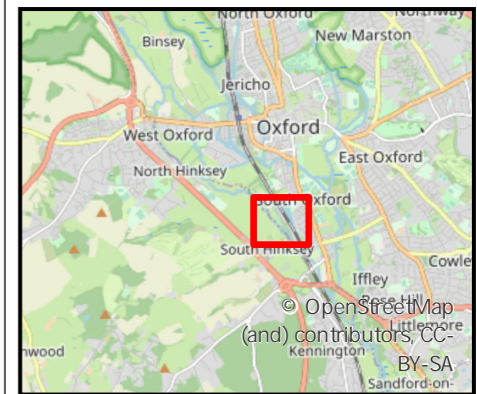 North Oxford
Northway
Binsey
New Marston
Jericho
West Oxford
Oxford
East Oxford
North Hinksey
South Oxford
South Hinksey
Cowle
Iffley
© OpenStreetMap
Rose Hill
(and) contributors, CC-
Littlemore
nwood
Kennington
BY-SA
Sandford-on-